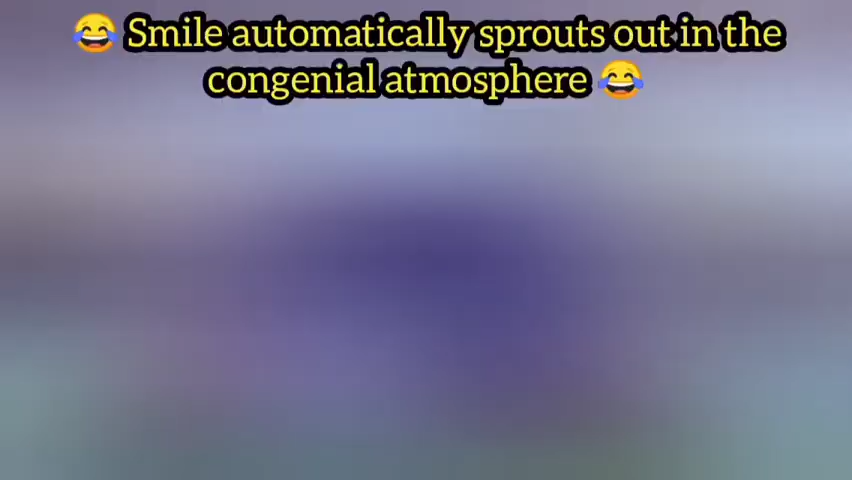 😂 Smile automatically sprouts out in the
congenial atmosphere 😂